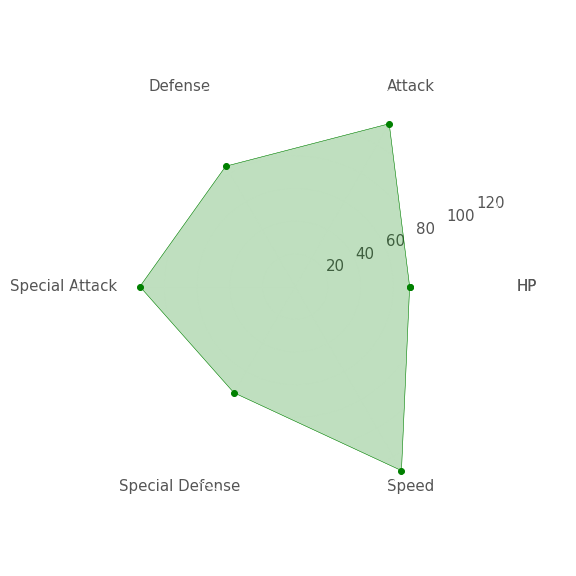 Defense
Attack
120
100
80
60
40
20
Special Attack
HP
Special Defense
Speed